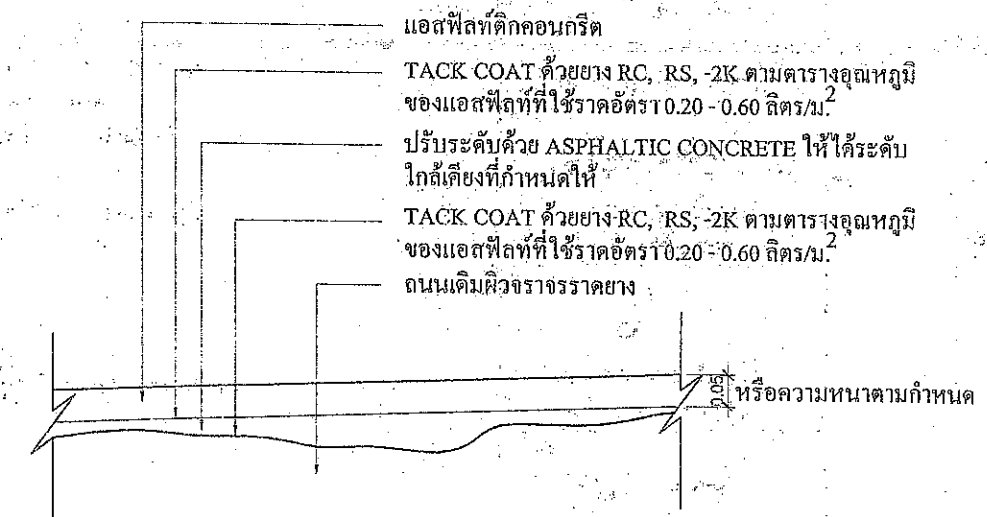 แอสฟัลท์ติกคอนกรีต
TACK COAT ด้วยยาง RC, RS, -2K ตามตารางอุณหภูมิ
ของแอสฟัลท์ที่ใช้ราดอัตรา 0.20 - 0.60 ลิตร/ม.²
ปรับระดับด้วย ASPHALTIC CONCRETE ให้ได้ระดับ
ใกล้เคียงที่กำหนดให้
TACK COAT ด้วยยาง RC, RS, -2K ตามตารางอุณหภูมิ
ของแอสฟัลท์ที่ใช้ราดอัตรา 0.20 - 0.60 ลิตร/ม.²
ถนนเดิมผิวจราจรราดยาง
0.05 หรือความหนาตามกำหนด